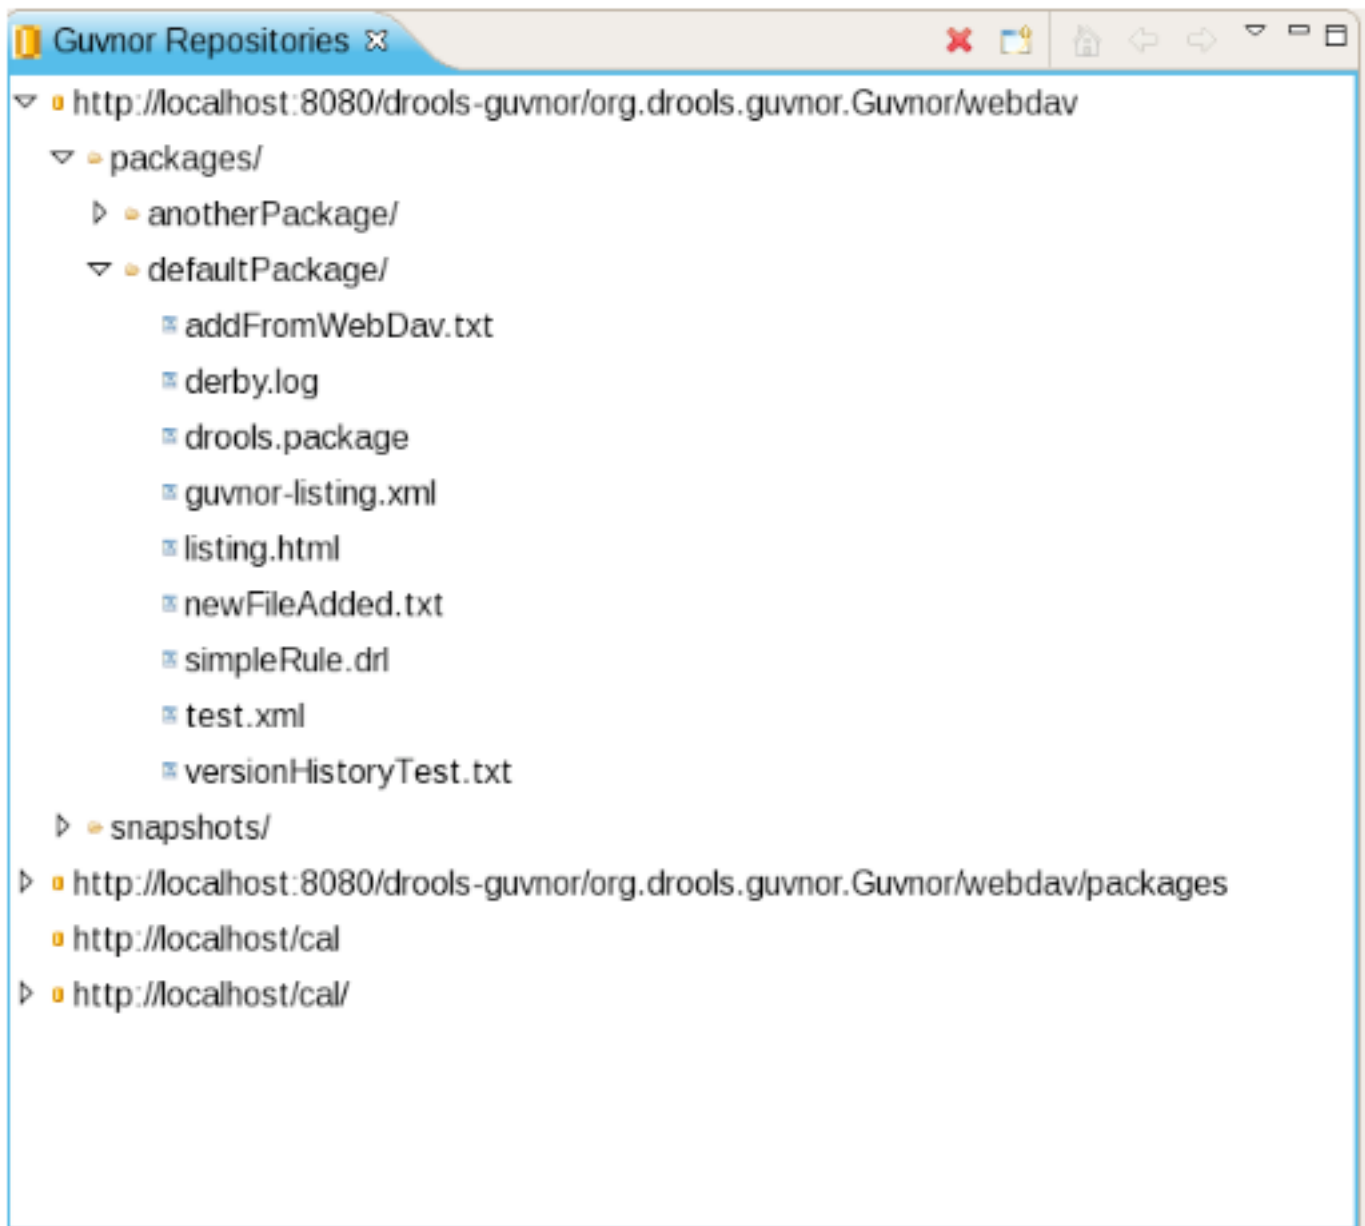 Guvnor Repositories
http://localhost:8080/drools-guvnor/org.drools.guvnor.Guvnor/webdav
packages/
anotherPackage/
defaultPackage/
addFromWebDav.txt
derby.log
drools.package
guvnor-listing.xml
listing.html
newFileAdded.txt
simpleRule.drl
test.xml
versionHistoryTest.txt
snapshots/
http://localhost:8080/drools-guvnor/org.drools.guvnor.Guvnor/webdav/packages
http://localhost/cal
http://localhost/cal/